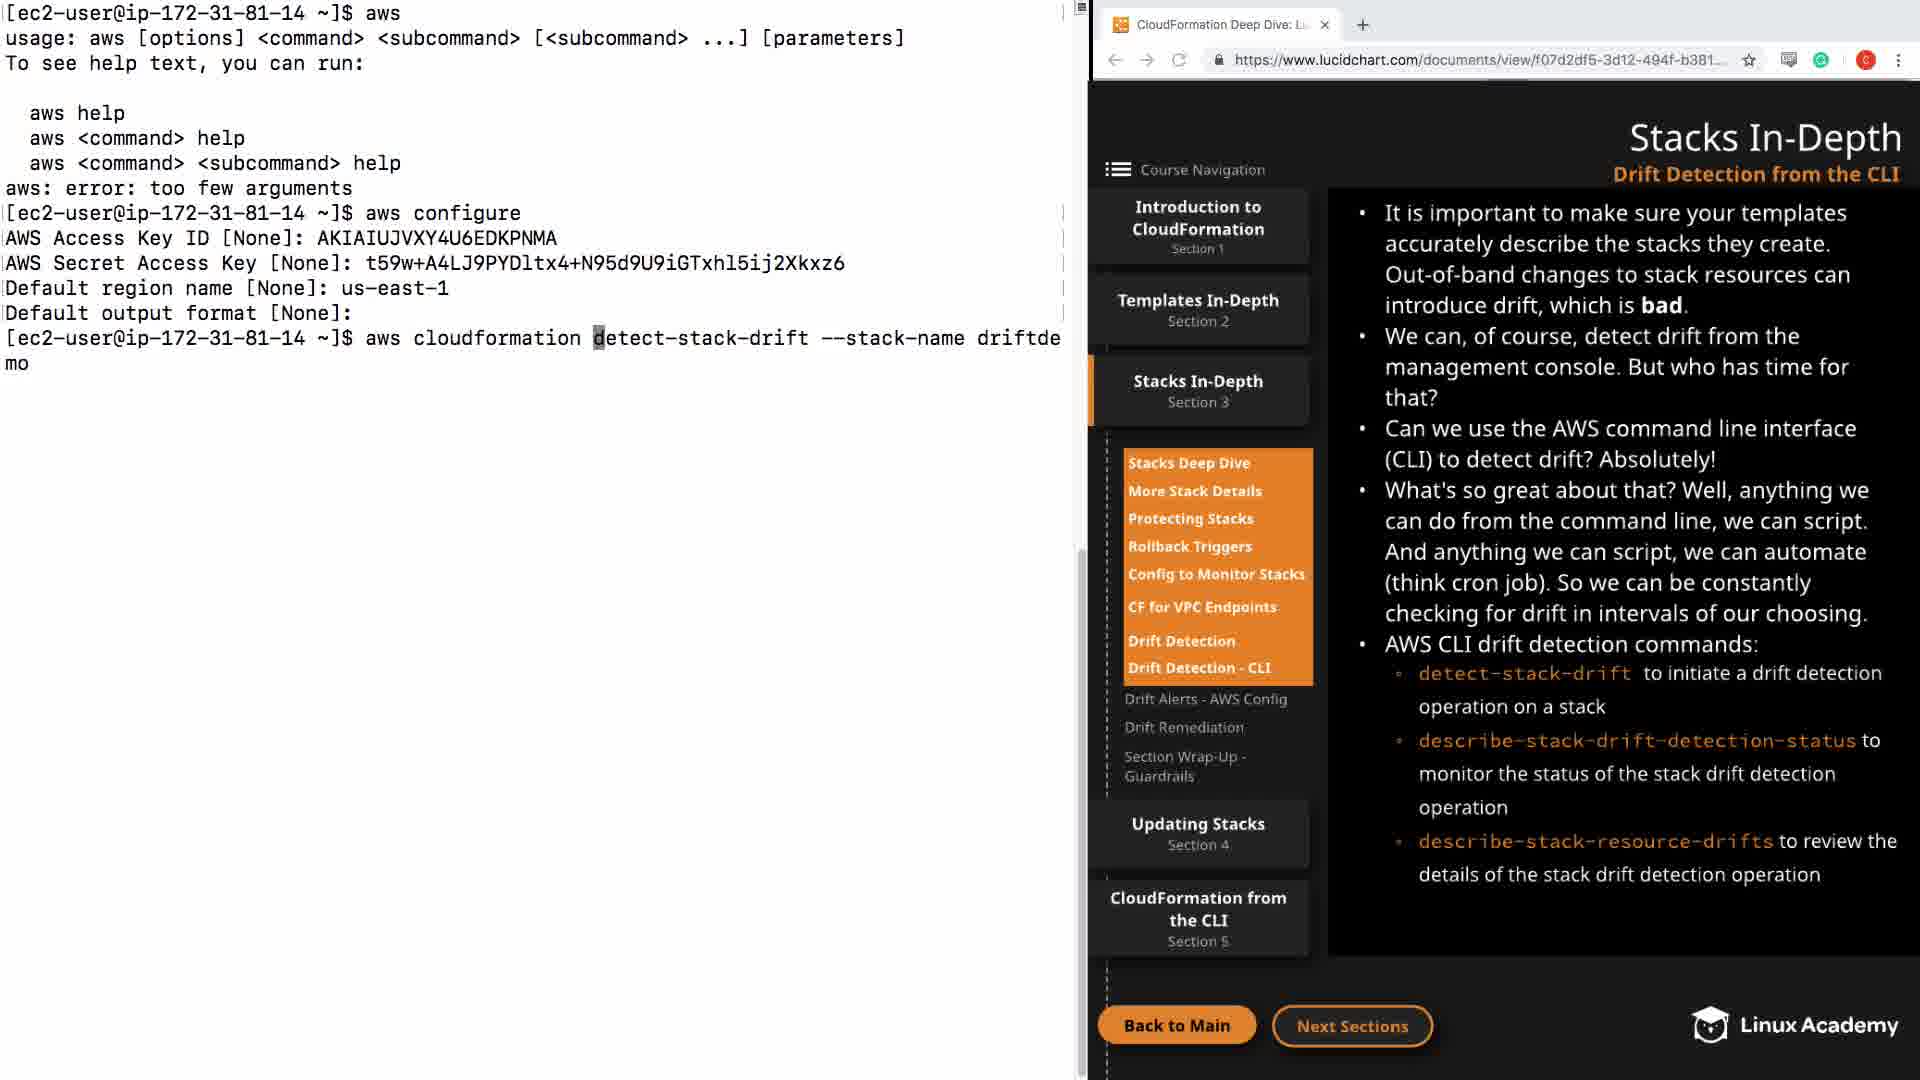 [ec2-user@ip-172-31-81-14 ~]$ aws
usage: aws [options] <command> <subcommand> [<subcommand> ...] [parameters]
To see help text, you can run:
aws help
aws <command> help
aws <command> <subcommand> help
aws: error: too few arguments
[ec2-user@ip-172-31-81-14 ~]$ aws configure
AWS Access Key ID [None]: AKIAIUJVXY4U6EDKPNMA
AWS Secret Access Key [None]: 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
Default region name [None]: us-east-1
Default output format [None]:
[ec2-user@ip-172-31-81-14 ~]$ aws cloudformation detect-stack-drift --stack-name driftde
mo
CloudFormation Deep Dive: Lu
https://www.lucidchart.com/documents/view/f07d2df5-3d12-494f-b381...
C
Stacks In-Depth
Drift Detection from the CLI
Course Navigation
Introduction to
CloudFormation
Section 1
Templates In-Depth
Section 2
Stacks In-Depth
Section 3
Stacks Deep Dive
More Stack Details
Protecting Stacks
Rollback Triggers
Config to Monitor Stacks
CF for VPC Endpoints
Drift Detection
Drift Detection - CLI
Drift Alerts - AWS Config
Drift Remediation
Section Wrap-Up -
Guardrails
Updating Stacks
Section 4
CloudFormation from
the CLI
Section 5
• It is important to make sure your templates
accurately describe the stacks they create.
Out-of-band changes to stack resources can
introduce drift, which is bad.
• We can, of course, detect drift from the
management console. But who has time for
that?
• Can we use the AWS command line interface
(CLI) to detect drift? Absolutely!
• What's so great about that? Well, anything we
can do from the command line, we can script.
And anything we can script, we can automate
(think cron job). So we can be constantly
checking for drift in intervals of our choosing.
• AWS CLI drift detection commands:
◦ detect-stack-drift to initiate a drift detection
operation on a stack
◦ describe-stack-drift-detection-status to
monitor the status of the stack drift detection
operation
◦ describe-stack-resource-drifts to review the
details of the stack drift detection operation
Back to Main
Next Sections
Linux Academy